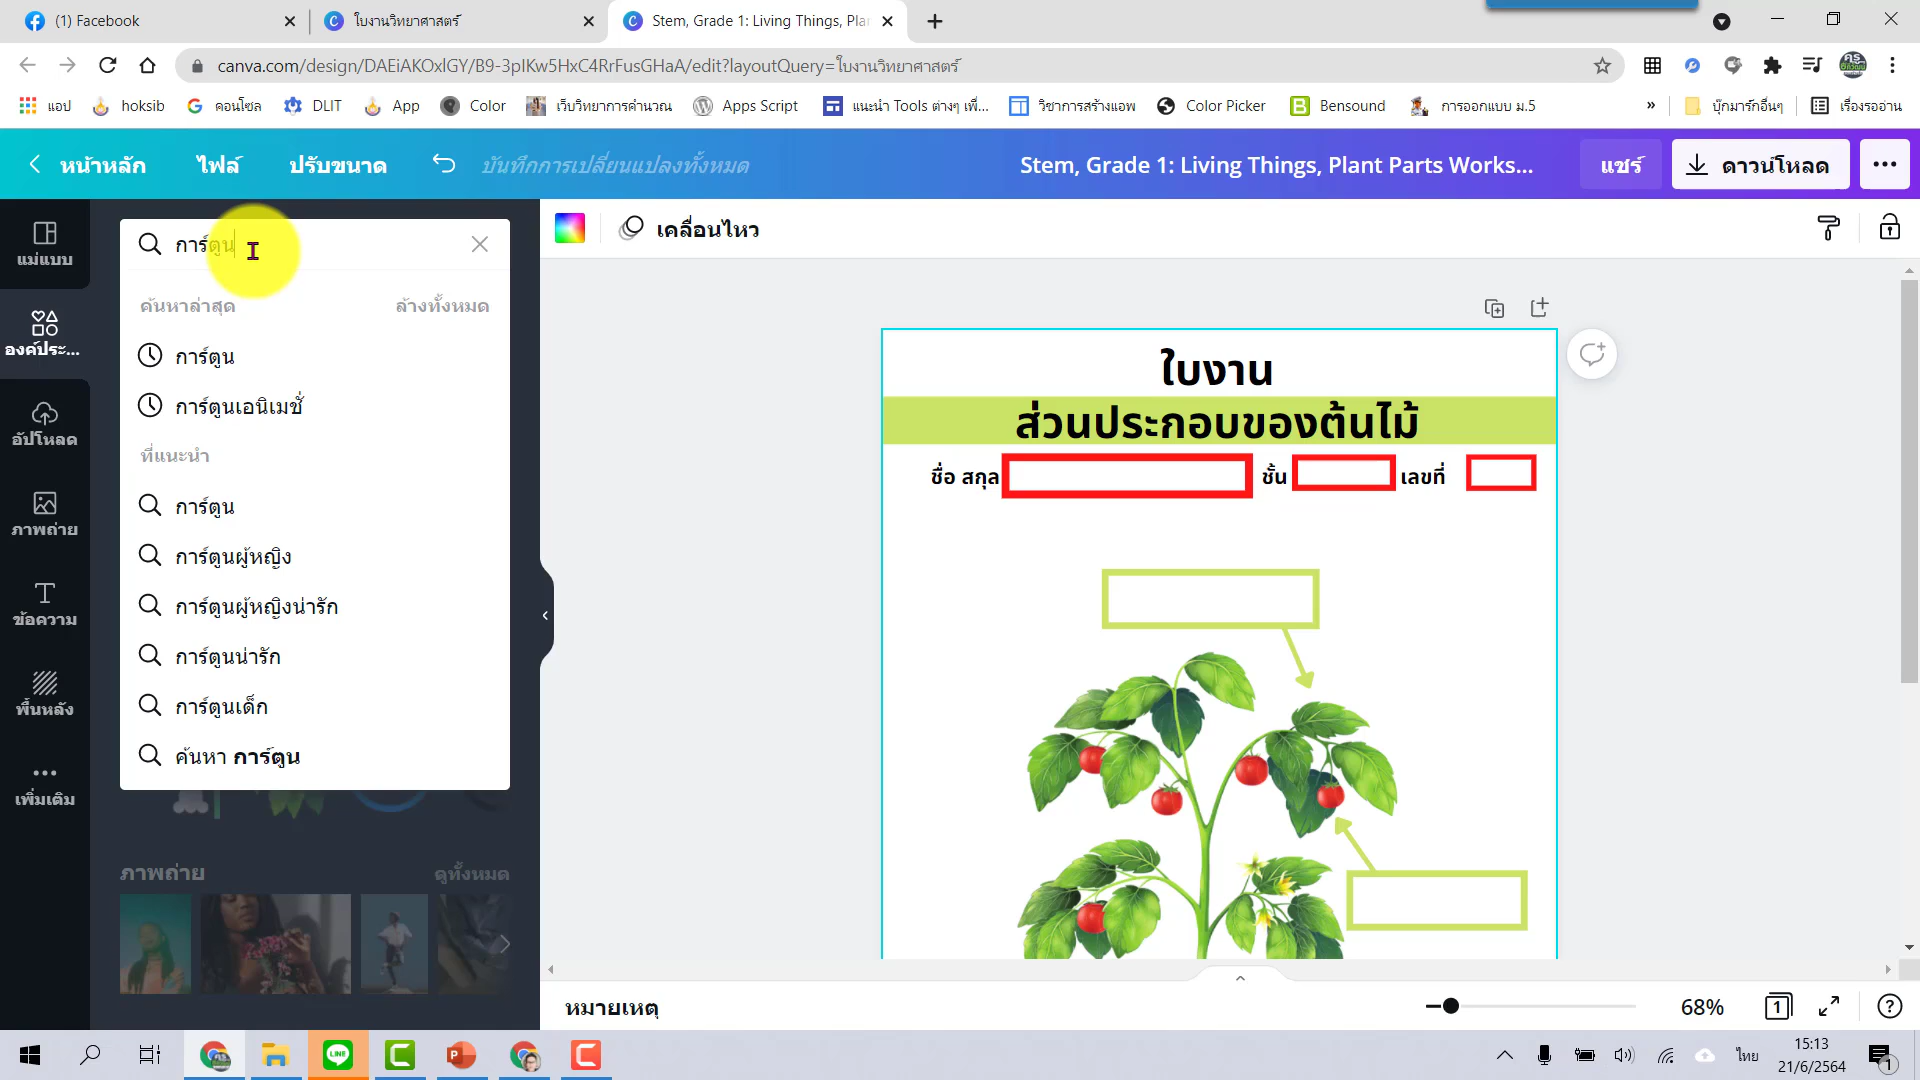 (1) Facebook
ใบงานวิทยาศาสตร์
Stem, Grade 1: Living Things, Plan
canva.com/design/DAEiAKOxlGY/B9-3pIKw5HxC4RrFusGHaA/edit?layoutQuery=ใบงานวิทยาศาสตร์
แอป
hoksib
คอนโซล
DLIT
App
Color
เว็บวิทยาการคำนวณ
Apps Script
แนะนำ Tools ต่างๆ เพื่...
วิชาการสร้างแอพ
Color Picker
Bensound
การออกแบบ ม.5
»
บุ๊กมาร์กอื่นๆ
เรื่องรออ่าน
หน้าหลัก
ไฟล์
ปรับขนาด
บันทึกการเปลี่ยนแปลงทั้งหมด
Stem, Grade 1: Living Things, Plant Parts Works...
แชร์
ดาวน์โหลด
แม่แบบ
องค์ประ...
อัปโหลด
ภาพถ่าย
ข้อความ
พื้นหลัง
เพิ่มเติม
การ์ตูน
ค้นหาล่าสุด
ล้างทั้งหมด
การ์ตูน
การ์ตูนเอนิเมชั่
ที่แนะนำ
การ์ตูน
การ์ตูนผู้หญิง
การ์ตูนผู้หญิงน่ารัก
การ์ตูนน่ารัก
การ์ตูนเด็ก
ค้นหา การ์ตูน
ภาพถ่าย
ดูทั้งหมด
เคลื่อนไหว
ใบงาน
ส่วนประกอบของต้นไม้
ชื่อ สกุล ชั้น เลขที่
หมายเหตุ
68%
1
ไทย
15:13
21/6/2564
1